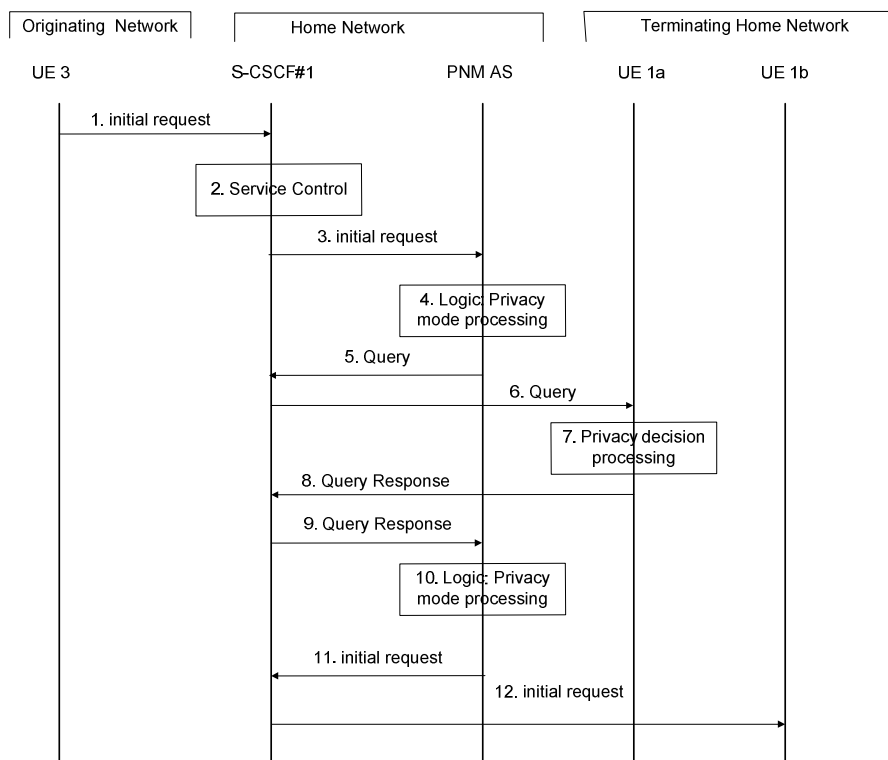 Originating Network
Home Network
Terminating Home Network
UE 3
S-CSCF#1
PNM AS
UE 1a
UE 1b
1. initial request
2. Service Control
3. initial request
4. Logic: Privacy
mode processing
5. Query
6. Query
7. Privacy decision
processing
8. Query Response
9. Query Response
10. Logic: Privacy
mode processing
11. initial request
12. initial request